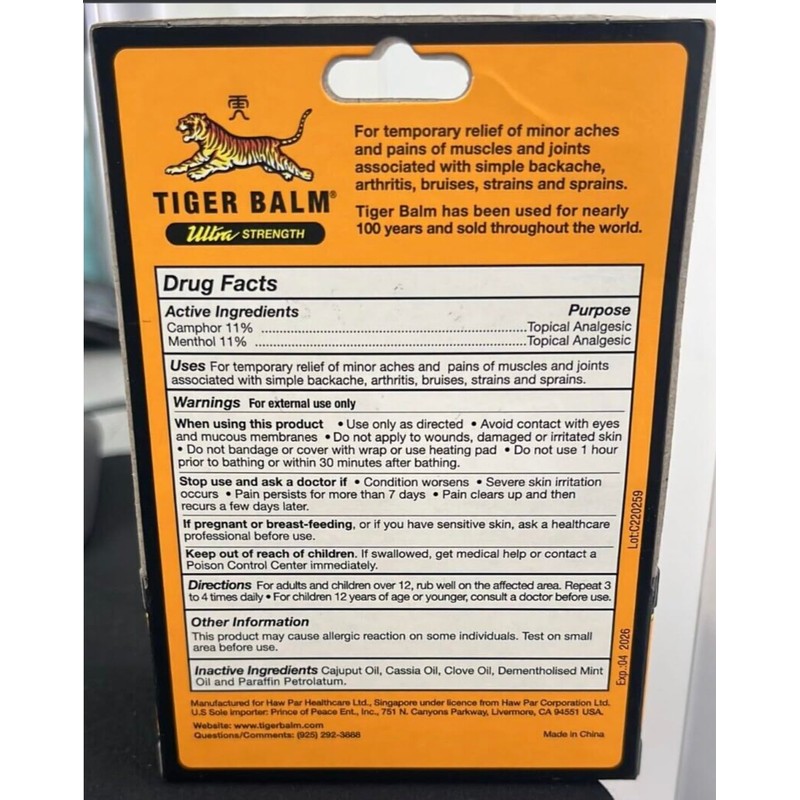 虎
TIGER BALM®
Ultra STRENGTH
For temporary relief of minor aches
and pains of muscles and joints
associated with simple backache,
arthritis, bruises, strains and sprains.
Tiger Balm has been used for nearly
100 years and sold throughout the world.
Drug Facts
Active Ingredients Purpose
Camphor 11% ........................................................Topical Analgesic
Menthol 11% ........................................................Topical Analgesic
Uses For temporary relief of minor aches and pains of muscles and joints
associated with simple backache, arthritis, bruises, strains and sprains.
Warnings For external use only
When using this product • Use only as directed • Avoid contact with eyes
and mucous membranes • Do not apply to wounds, damaged or irritated skin
• Do not bandage or cover with wrap or use heating pad • Do not use 1 hour
prior to bathing or within 30 minutes after bathing.
Stop use and ask a doctor if • Condition worsens • Severe skin irritation
occurs • Pain persists for more than 7 days • Pain clears up and then
recurs a few days later.
If pregnant or breast-feeding, or if you have sensitive skin, ask a healthcare
professional before use.
Keep out of reach of children. If swallowed, get medical help or contact a
Poison Control Center immediately.
Directions For adults and children over 12, rub well on the affected area. Repeat 3
to 4 times daily • For children 12 years of age or younger, consult a doctor before use.
Other Information
This product may cause allergic reaction on some individuals. Test on small
area before use.
Inactive Ingredients Cajuput Oil, Cassia Oil, Clove Oil, Dementholised Mint
Oil and Paraffin Petrolatum.
Manufactured for Haw Par Healthcare Ltd., Singapore under licence from Haw Par Corporation Ltd.
U.S Sole importer: Prince of Peace Ent., Inc., 751 N. Canyons Parkway, Livermore, CA 94551 USA.
Website: www.tigerbalm.com
Questions/Comments: (925) 292-3888
Made in China
Lot:C220259
Exp.:04 2026